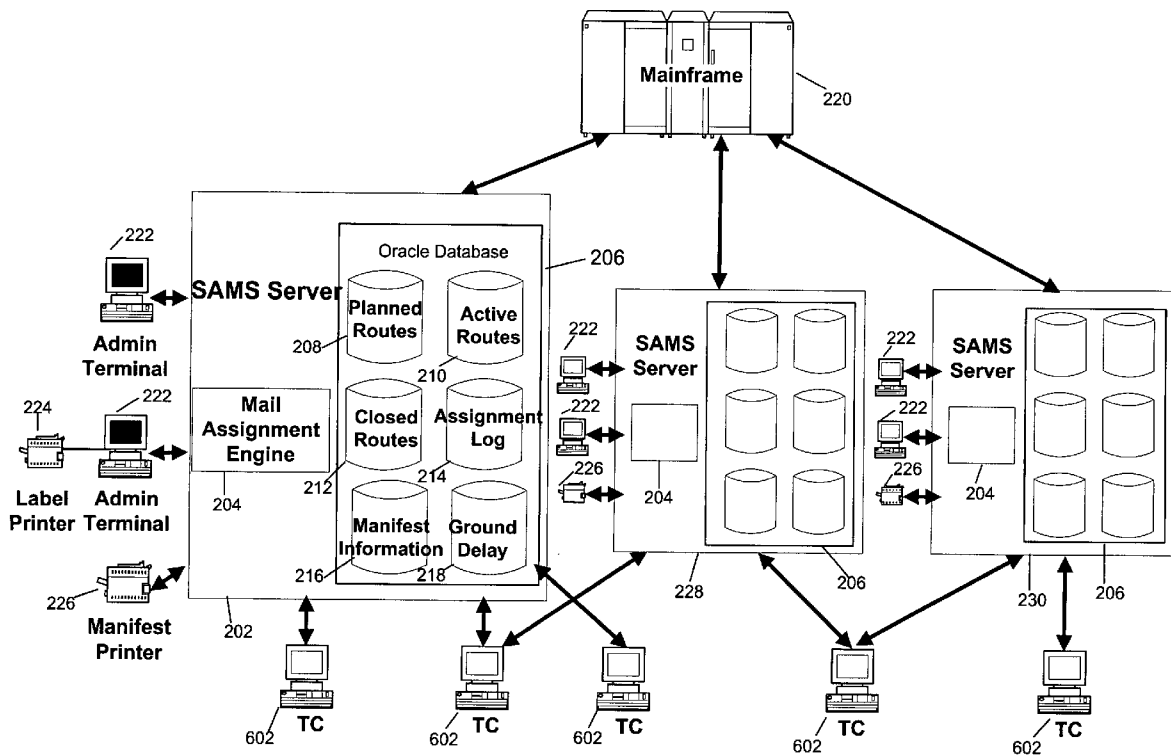 Mainframe
220
222
Oracle Database
206
SAMS Server
Planned
Routes
Active
Routes
208
210
Admin
Terminal
222
SAMS
Server
222
SAMS
Server
224
222
Mail
Assignment
Engine
Closed
Routes
Assignment
Log
222
222
212
214
204
Label
Printer
Admin
Terminal
226
204
226
204
Manifest
Information
Ground
Delay
216
218
226
Manifest
Printer
202
228
206
230
206
602
TC
602
TC
602
TC
602
TC
602
TC